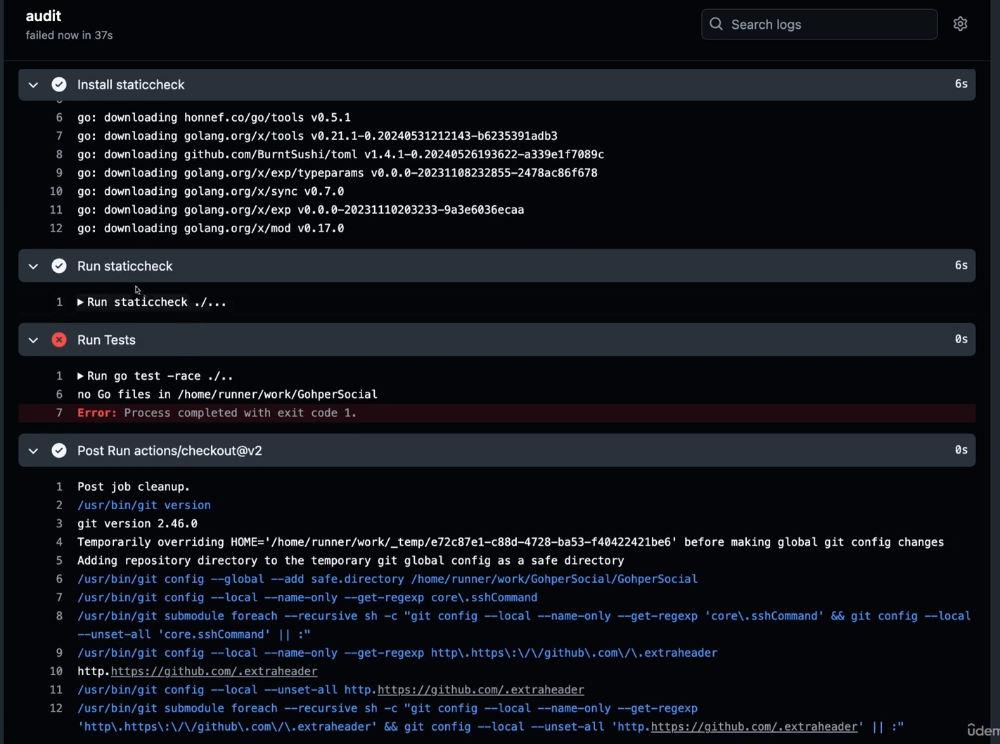 audit
failed now in 37s
Search logs
Install staticcheck 6s
6 go: downloading honnef.co/go/tools v0.5.1
7 go: downloading golang.org/x/tools v0.21.1-0.20240531212143-b6235391adb3
8 go: downloading github.com/BurntSushi/toml v1.4.1-0.20240526193622-a339e1f7089c
9 go: downloading golang.org/x/exp/typeparams v0.0.0-20231108232855-2478ac86f678
10 go: downloading golang.org/x/sync v0.7.0
11 go: downloading golang.org/x/exp v0.0.0-20231110203233-9a3e6036ecaa
12 go: downloading golang.org/x/mod v0.17.0
Run staticcheck 6s
1 ▶Run staticcheck ./...
Run Tests 0s
1 ▶Run go test -race ./..
6 no Go files in /home/runner/work/GohperSocial
7 Error: Process completed with exit code 1.
Post Run actions/checkout@v2 0s
1 Post job cleanup.
2 /usr/bin/git version
3 git version 2.46.0
4 Temporarily overriding HOME='/home/runner/work/_temp/e72c87e1-c88d-4728-ba53-f40422421be6' before making global git config changes
5 Adding repository directory to the temporary git global config as a safe directory
6 /usr/bin/git config --global --add safe.directory /home/runner/work/GohperSocial/GohperSocial
7 /usr/bin/git config --local --name-only --get-regexp core\.sshCommand
8 /usr/bin/git submodule foreach --recursive sh -c "git config --local --name-only --get-regexp 'core\.sshCommand' && git config --local
--unset-all 'core.sshCommand' || :"
9 /usr/bin/git config --local --name-only --get-regexp http\.https\:\/\/github\.com\/\.extraheader
10 http.https://github.com/.extraheader
11 /usr/bin/git config --local --unset-all http.https://github.com/.extraheader
12 /usr/bin/git submodule foreach --recursive sh -c "git config --local --name-only --get-regexp
'http\.https\:\/\/github\.com\/\.extraheader' && git config --local --unset-all 'http.https://github.com/.extraheader' || :"